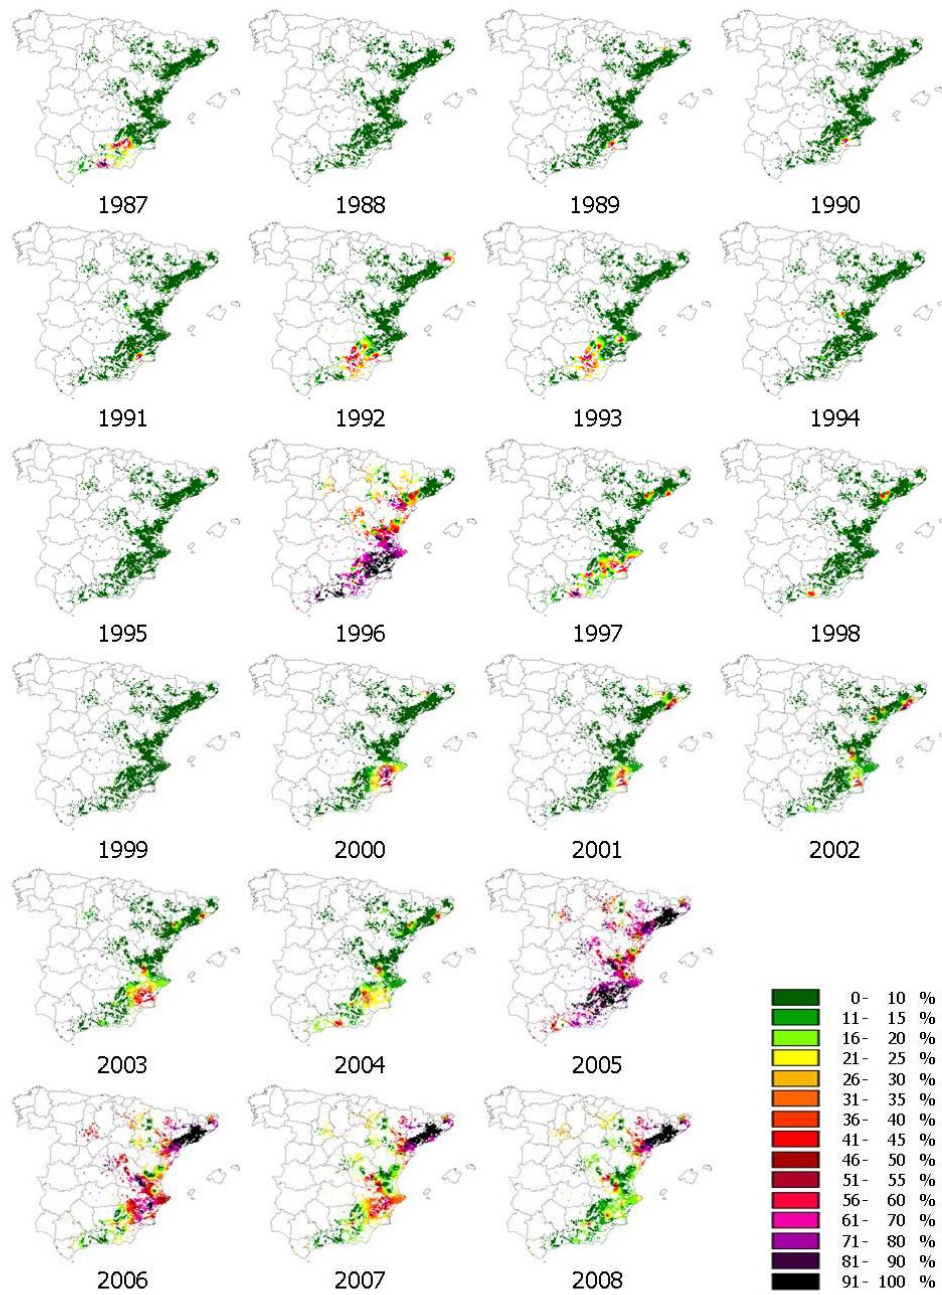 1987 1988 1989 1990
1991 1992 1993 1994
1995 1996 1997 1998
1999 2000 2001 2002
2003 2004 2005
0- 10 %
11- 15 %
16- 20 %
21- 25 %
26- 30 %
31- 35 %
36- 40 %
41- 45 %
46- 50 %
51- 55 %
56- 60 %
61- 70 %
71- 80 %
81- 90 %
91- 100 %
2006 2007 2008